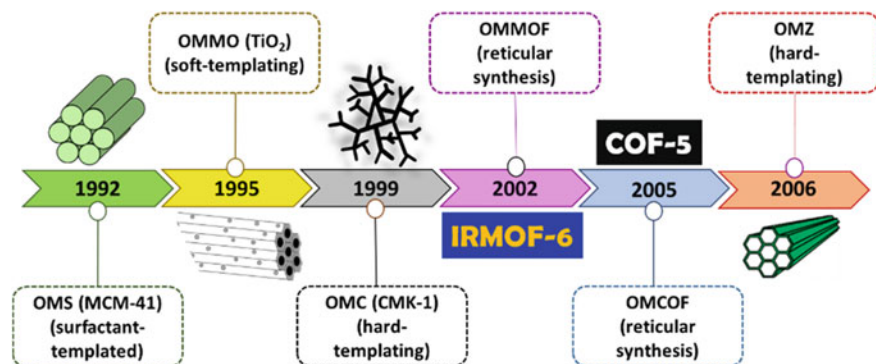 OMMO (TiO₂)
(soft-templating)
OMMOF
(reticular
synthesis)
OMZ
(hard-
templating)
COF-5
1992
1995
1999
2002
2005
2006
IRMOF-6
OMS (MCM-41)
(surfactant-
templated)
OMC (CMK-1)
(hard-
templating)
OMCOF
(reticular
synthesis)